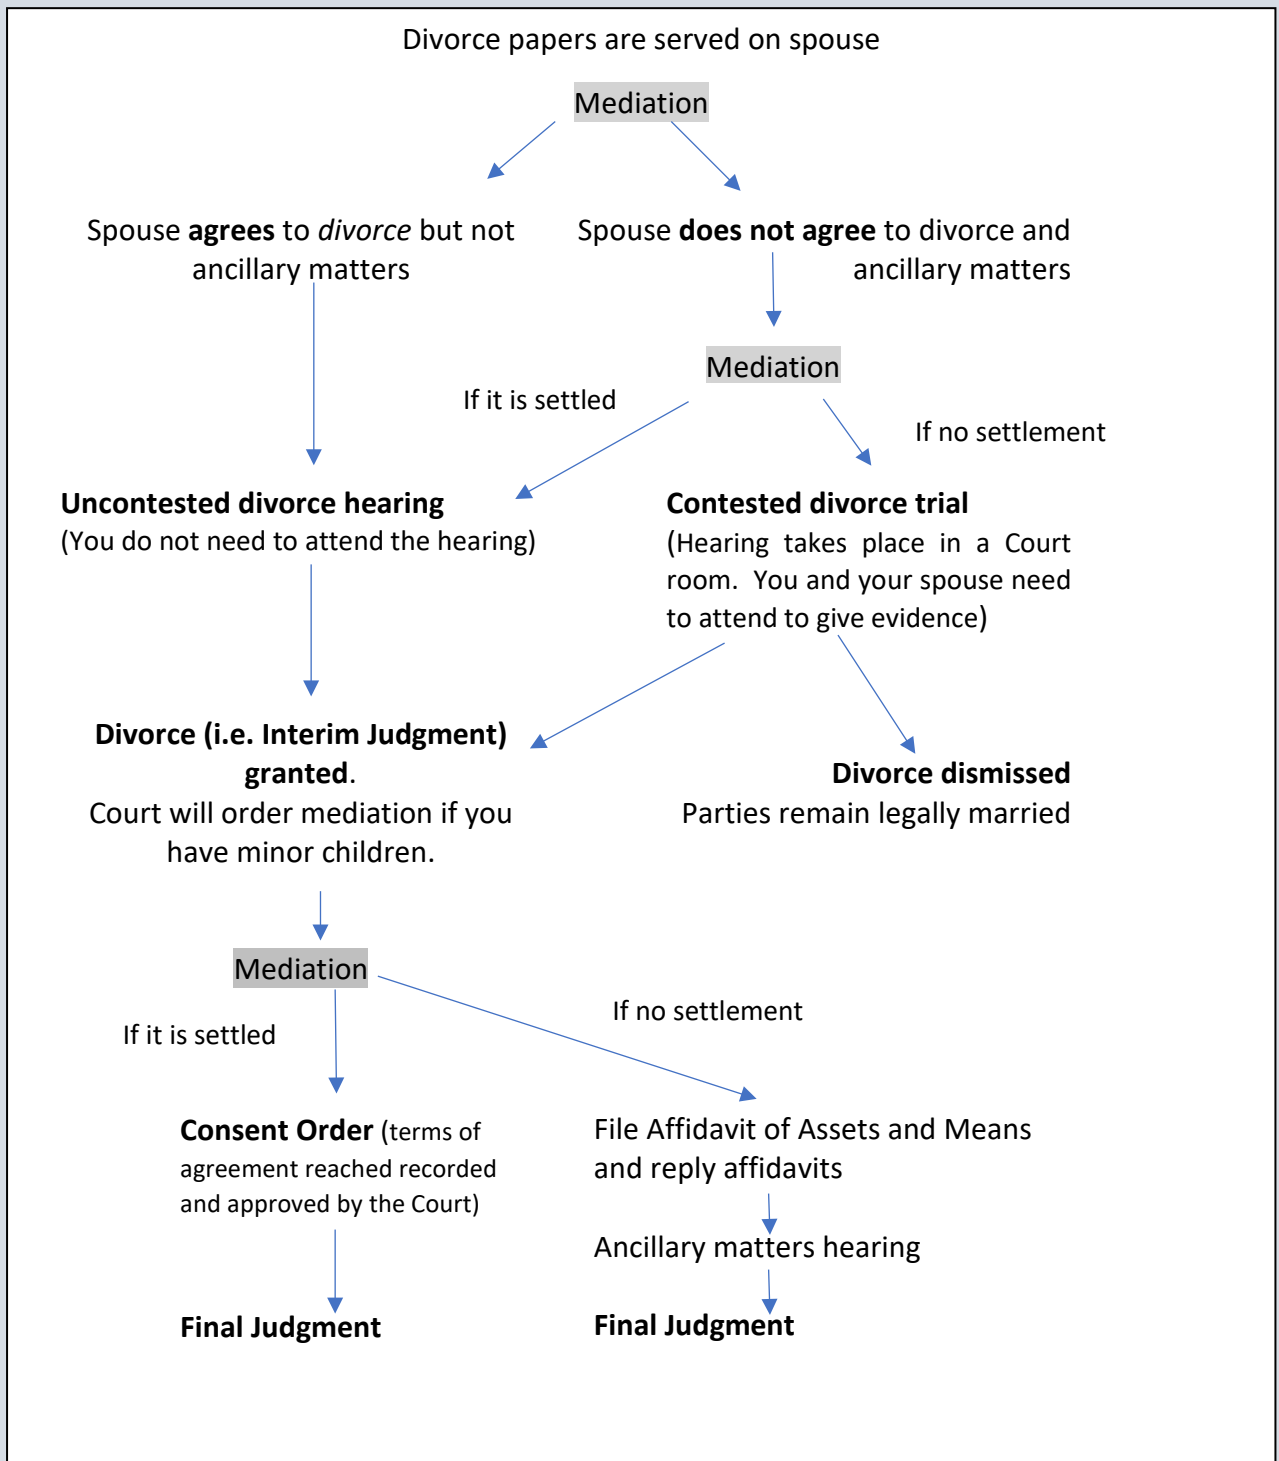 Divorce papers are served on spouse
Mediation
Spouse agrees to divorce but not
ancillary matters
Spouse does not agree to divorce and
ancillary matters
Mediation
If it is settled
If no settlement
Uncontested divorce hearing
(You do not need to attend the hearing)
Contested divorce trial
(Hearing takes place in a Court
room. You and your spouse need
to attend to give evidence)
Divorce (i.e. Interim Judgment)
granted.
Court will order mediation if you
have minor children.
Divorce dismissed
Parties remain legally married
Mediation
If it is settled
If no settlement
Consent Order (terms of
agreement reached recorded
and approved by the Court)
File Affidavit of Assets and Means
and reply affidavits
Ancillary matters hearing
Final Judgment
Final Judgment